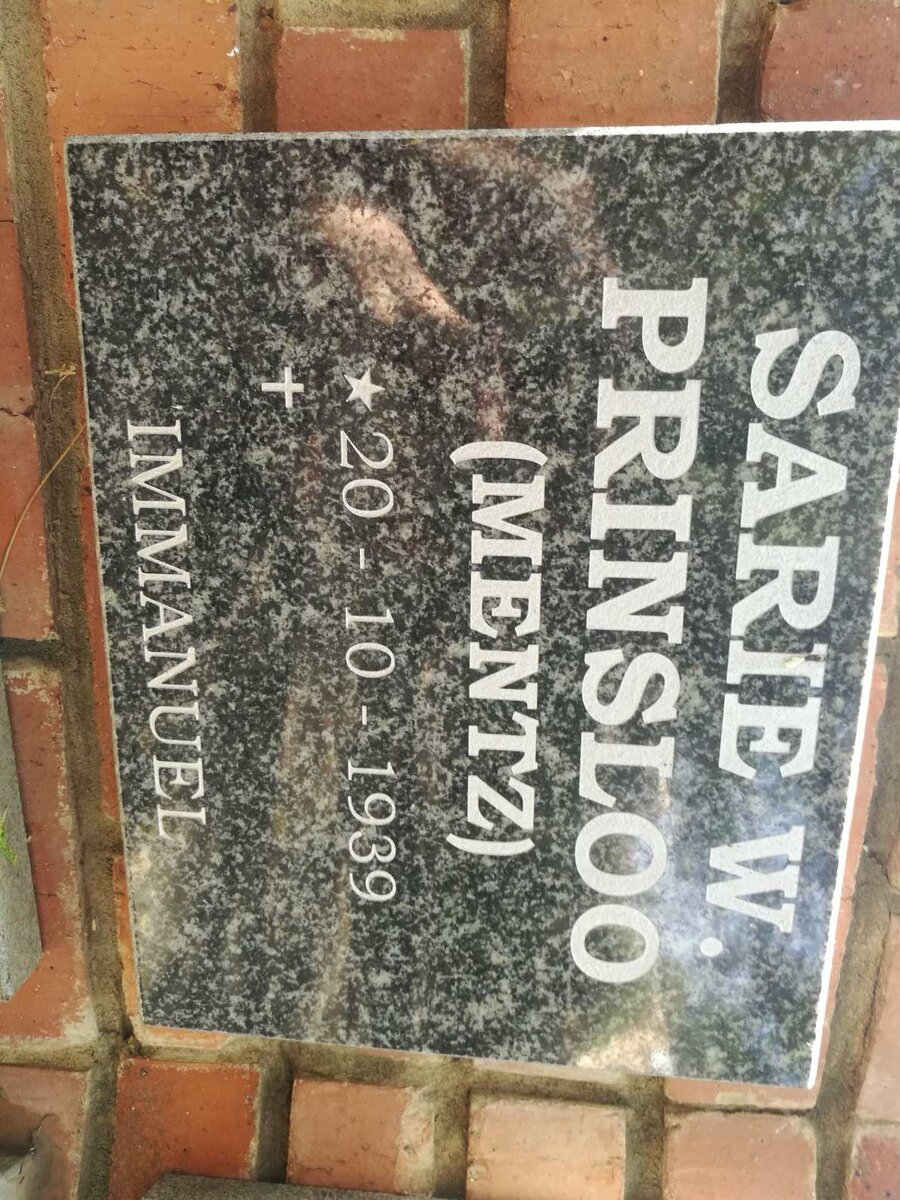 SARIE W.
PRINSLOO
(MENTZ)
★ 20 - 10 - 1939
✝
'IMMANUEL